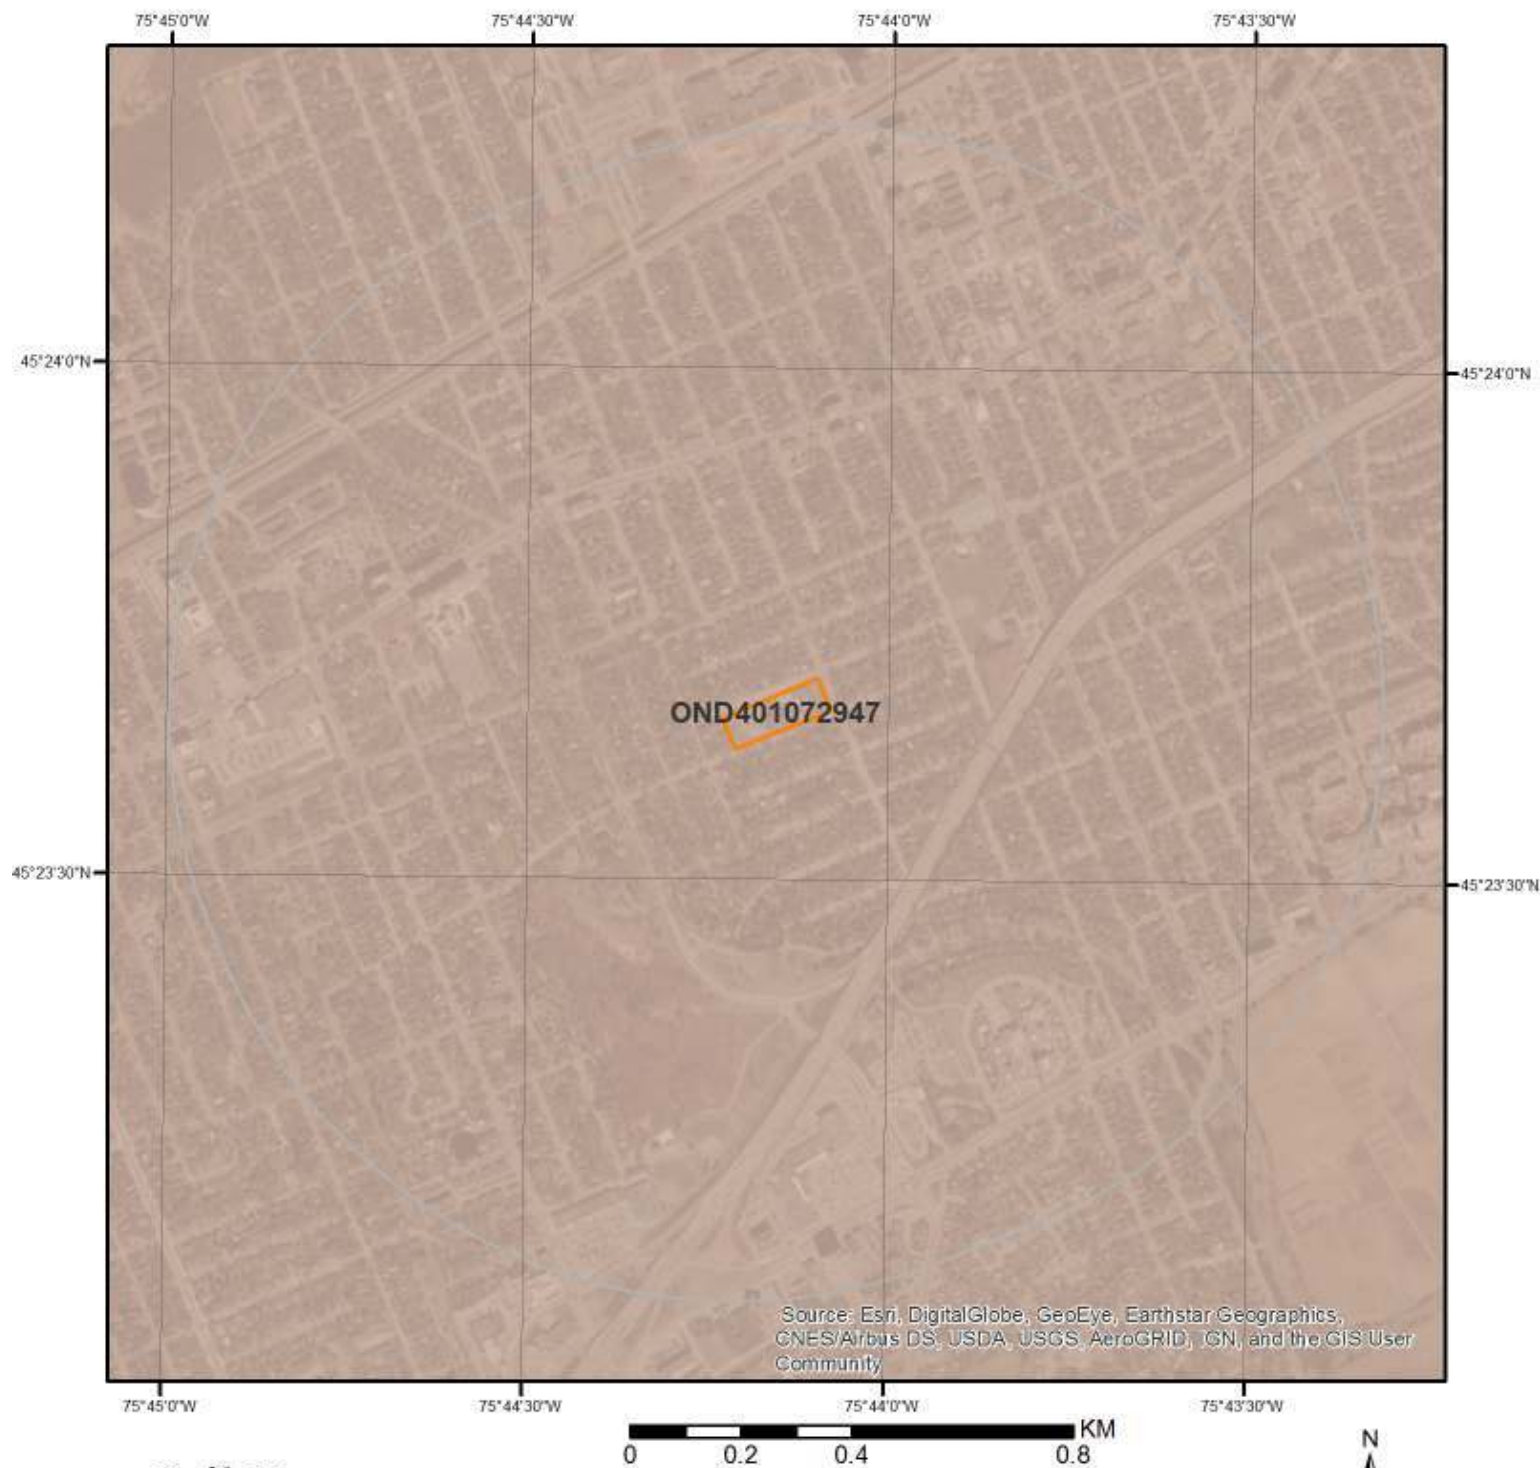 75°45'0"W 75°44'30"W 75°44'0"W 75°43'30"W
45°24'0"N 45°24'0"N
OND401072947
45°23'30"N 45°23'30"N
Source: Esri, DigitalGlobe, GeoEye, Earthstar Geographics,
CNES/Airbus DS, USDA, USGS, AeroGRID, IGN, and the GIS User
Community
75°45'0"W 75°44'30"W 75°44'0"W 75°43'30"W
KM
0 0.2 0.4 0.8
N